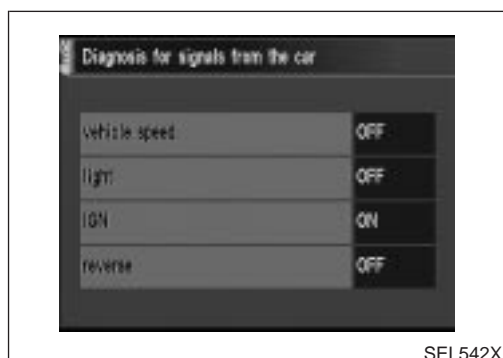 Diagnosis for signals from the car
vehicle speed OFF
light OFF
IGN ON
reverse OFF
SEL542X